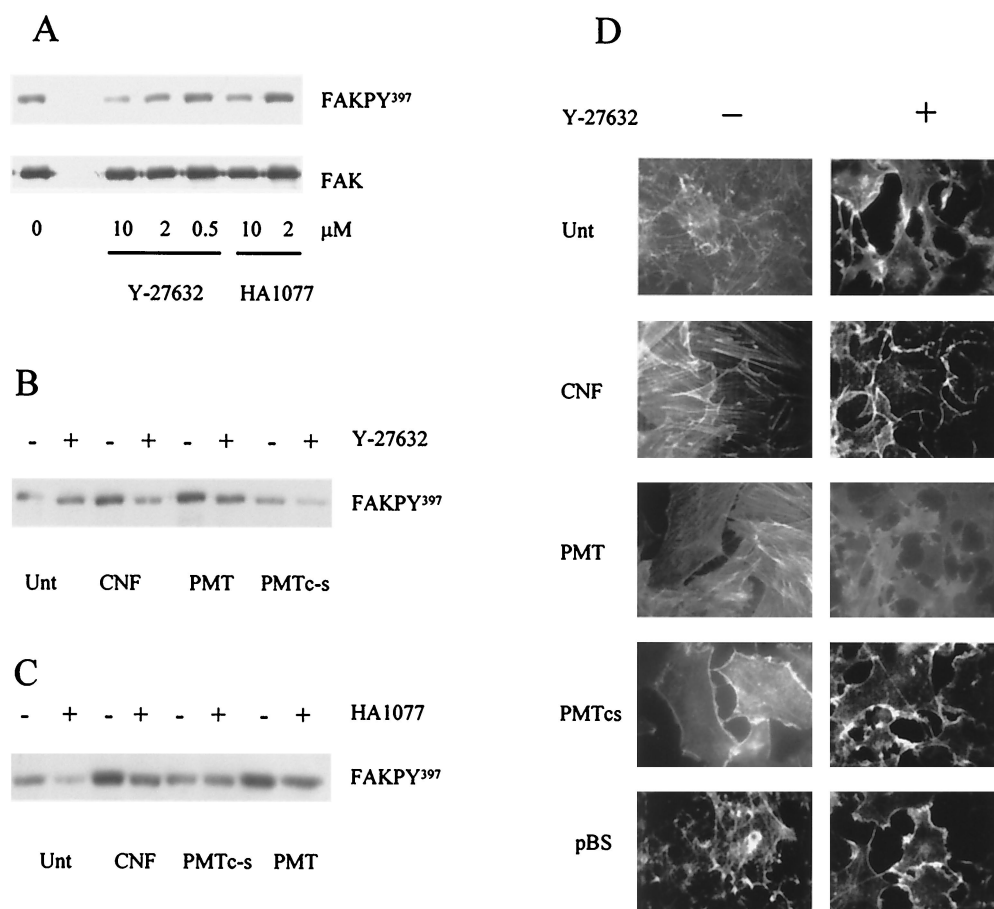 A
FAKPY³⁹⁷
FAK
0 10 2 0.5 10 2 μM
Y-27632 HA1077
B
- + - + - + - + Y-27632
FAKPY³⁹⁷
Unt CNF PMT PMTc-s
C
- + - + - + - + HA1077
FAKPY³⁹⁷
Unt CNF PMTc-s PMT
D
Y-27632 − +
Unt
CNF
PMT
PMTcs
pBS